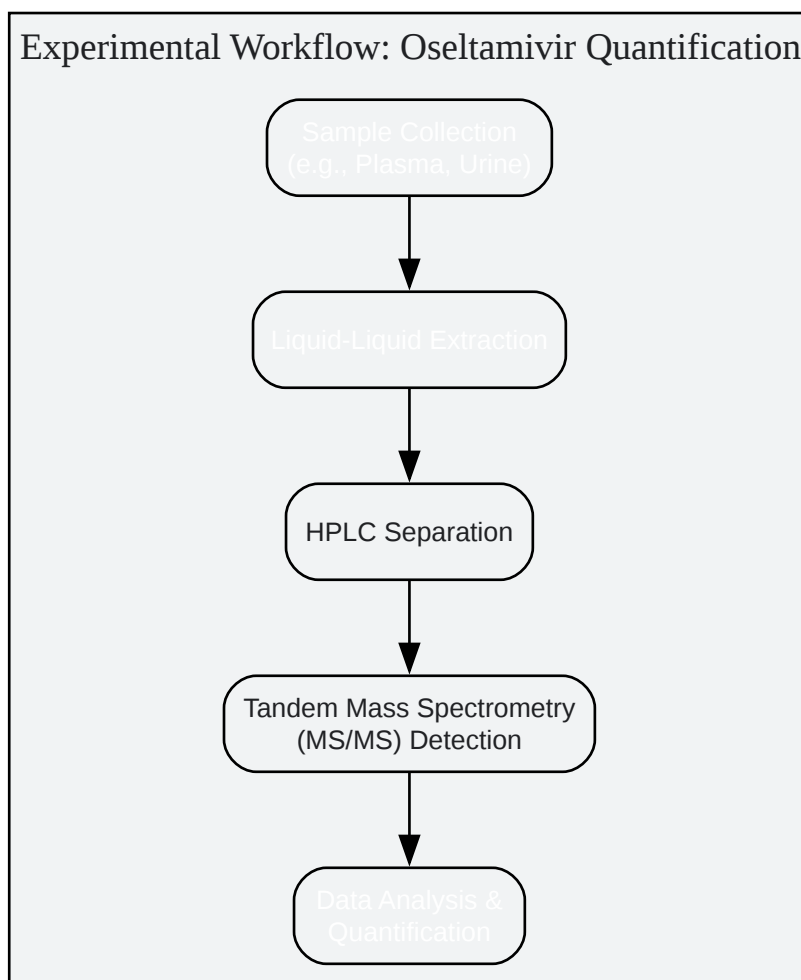 Experimental Workflow: Oseltamivir Quantification
Sample Collection
(e.g., Plasma, Urine)
Liquid-Liquid Extraction
HPLC Separation
Tandem Mass Spectrometry
(MS/MS) Detection
Data Analysis &
Quantification